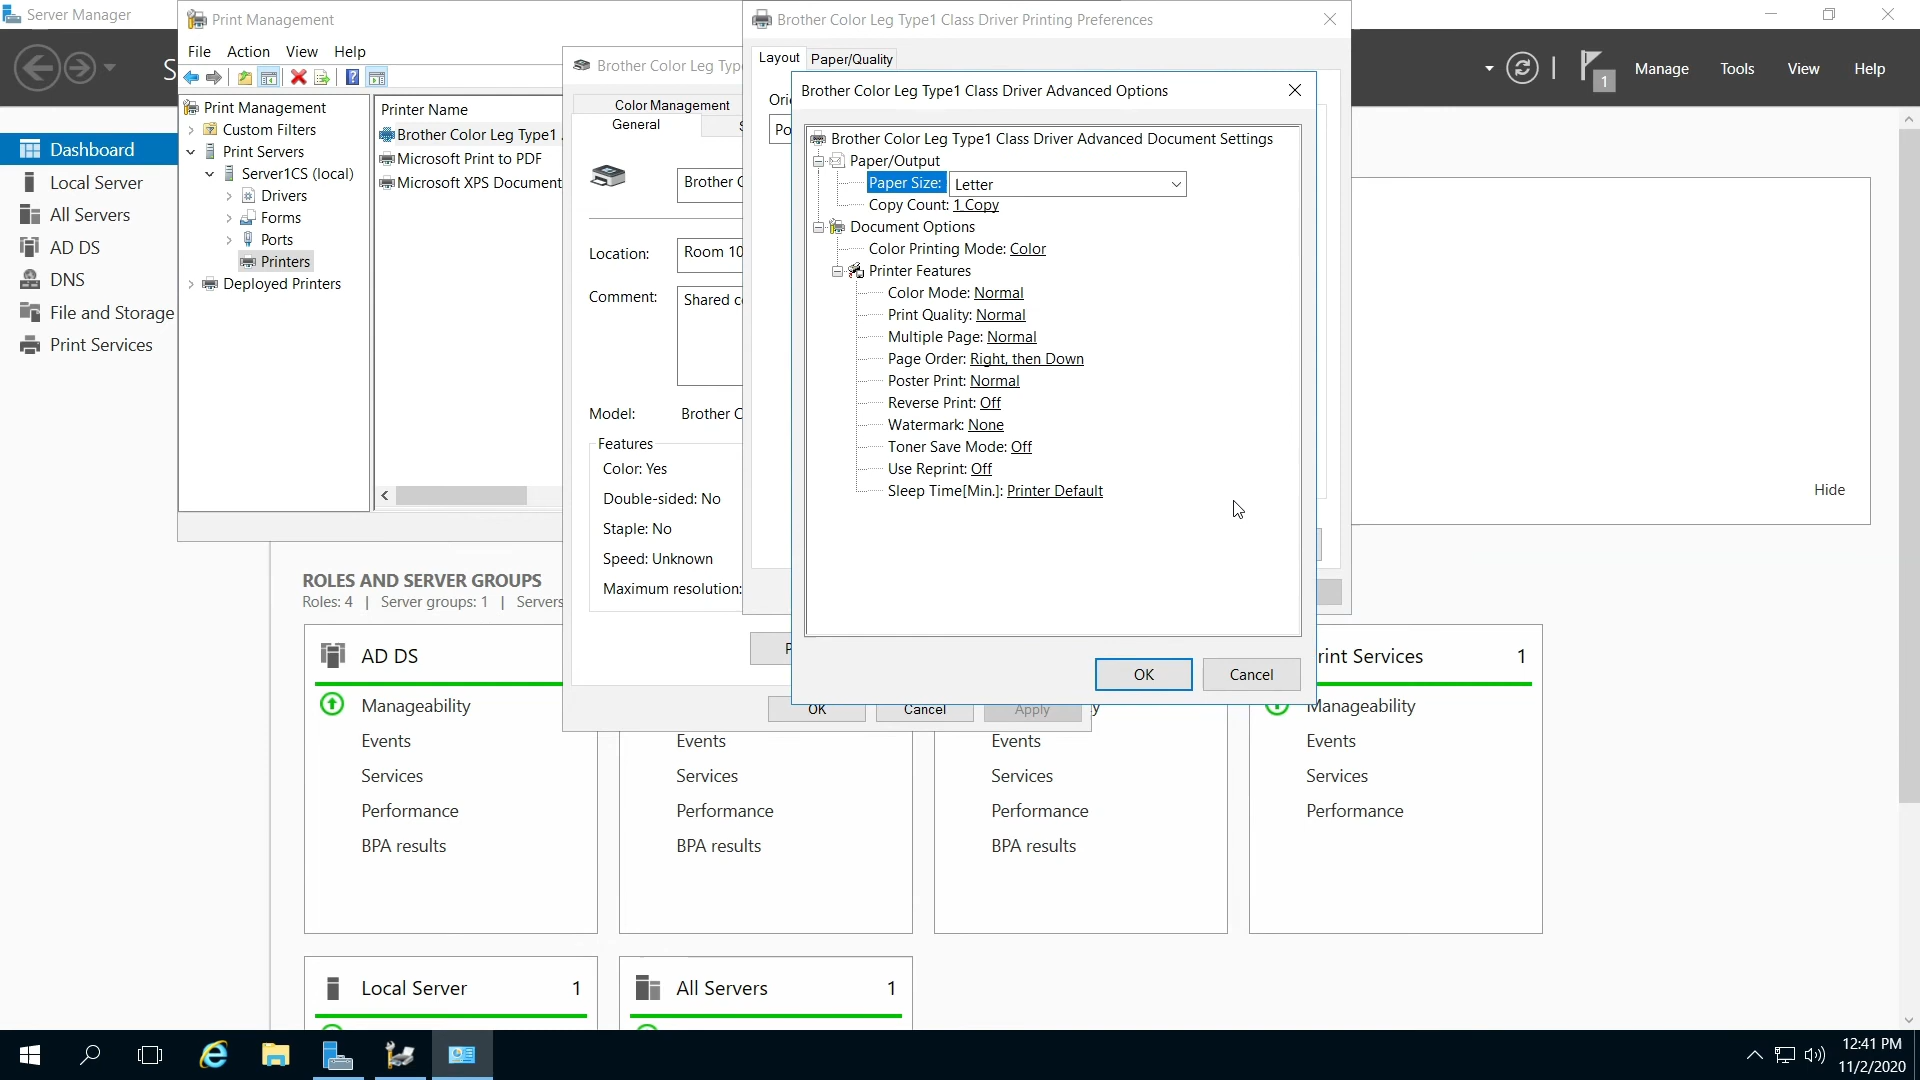 Server Manager
Manage
Tools
View
Help
1
Dashboard
Local Server
All Servers
AD DS
DNS
File and Storage
Print Services
Print Management
File
Action
View
Help
Print Management
Custom Filters
Print Servers
Server1CS (local)
Drivers
Forms
Ports
Printers
Deployed Printers
Printer Name
Brother Color Leg Type1
Microsoft Print to PDF
Microsoft XPS Document
Brother Color Leg Type
Color Management
General
Brother C
Location:
Room 10
Comment:
Shared c
Model:
Brother C
Features
Color: Yes
Double-sided: No
Staple: No
Speed: Unknown
Maximum resolution:
OK
Cancel
Apply
Brother Color Leg Type1 Class Driver Printing Preferences
Layout
Paper/Quality
Brother Color Leg Type1 Class Driver Advanced Options
Brother Color Leg Type1 Class Driver Advanced Document Settings
Paper/Output
Paper Size: Letter
Copy Count: 1 Copy
Document Options
Color Printing Mode: Color
Printer Features
Color Mode: Normal
Print Quality: Normal
Multiple Page: Normal
Page Order: Right, then Down
Poster Print: Normal
Reverse Print: Off
Watermark: None
Toner Save Mode: Off
Use Reprint: Off
Sleep Time[Min.]: Printer Default
OK
Cancel
Hide
ROLES AND SERVER GROUPS
Roles: 4 | Server groups: 1 | Servers
AD DS
Manageability
Events
Services
Performance
BPA results
Events
Services
Performance
BPA results
Events
Services
Performance
BPA results
rint Services 1
Manageability
Events
Services
Performance
Local Server 1
All Servers 1
12:41 PM
11/2/2020